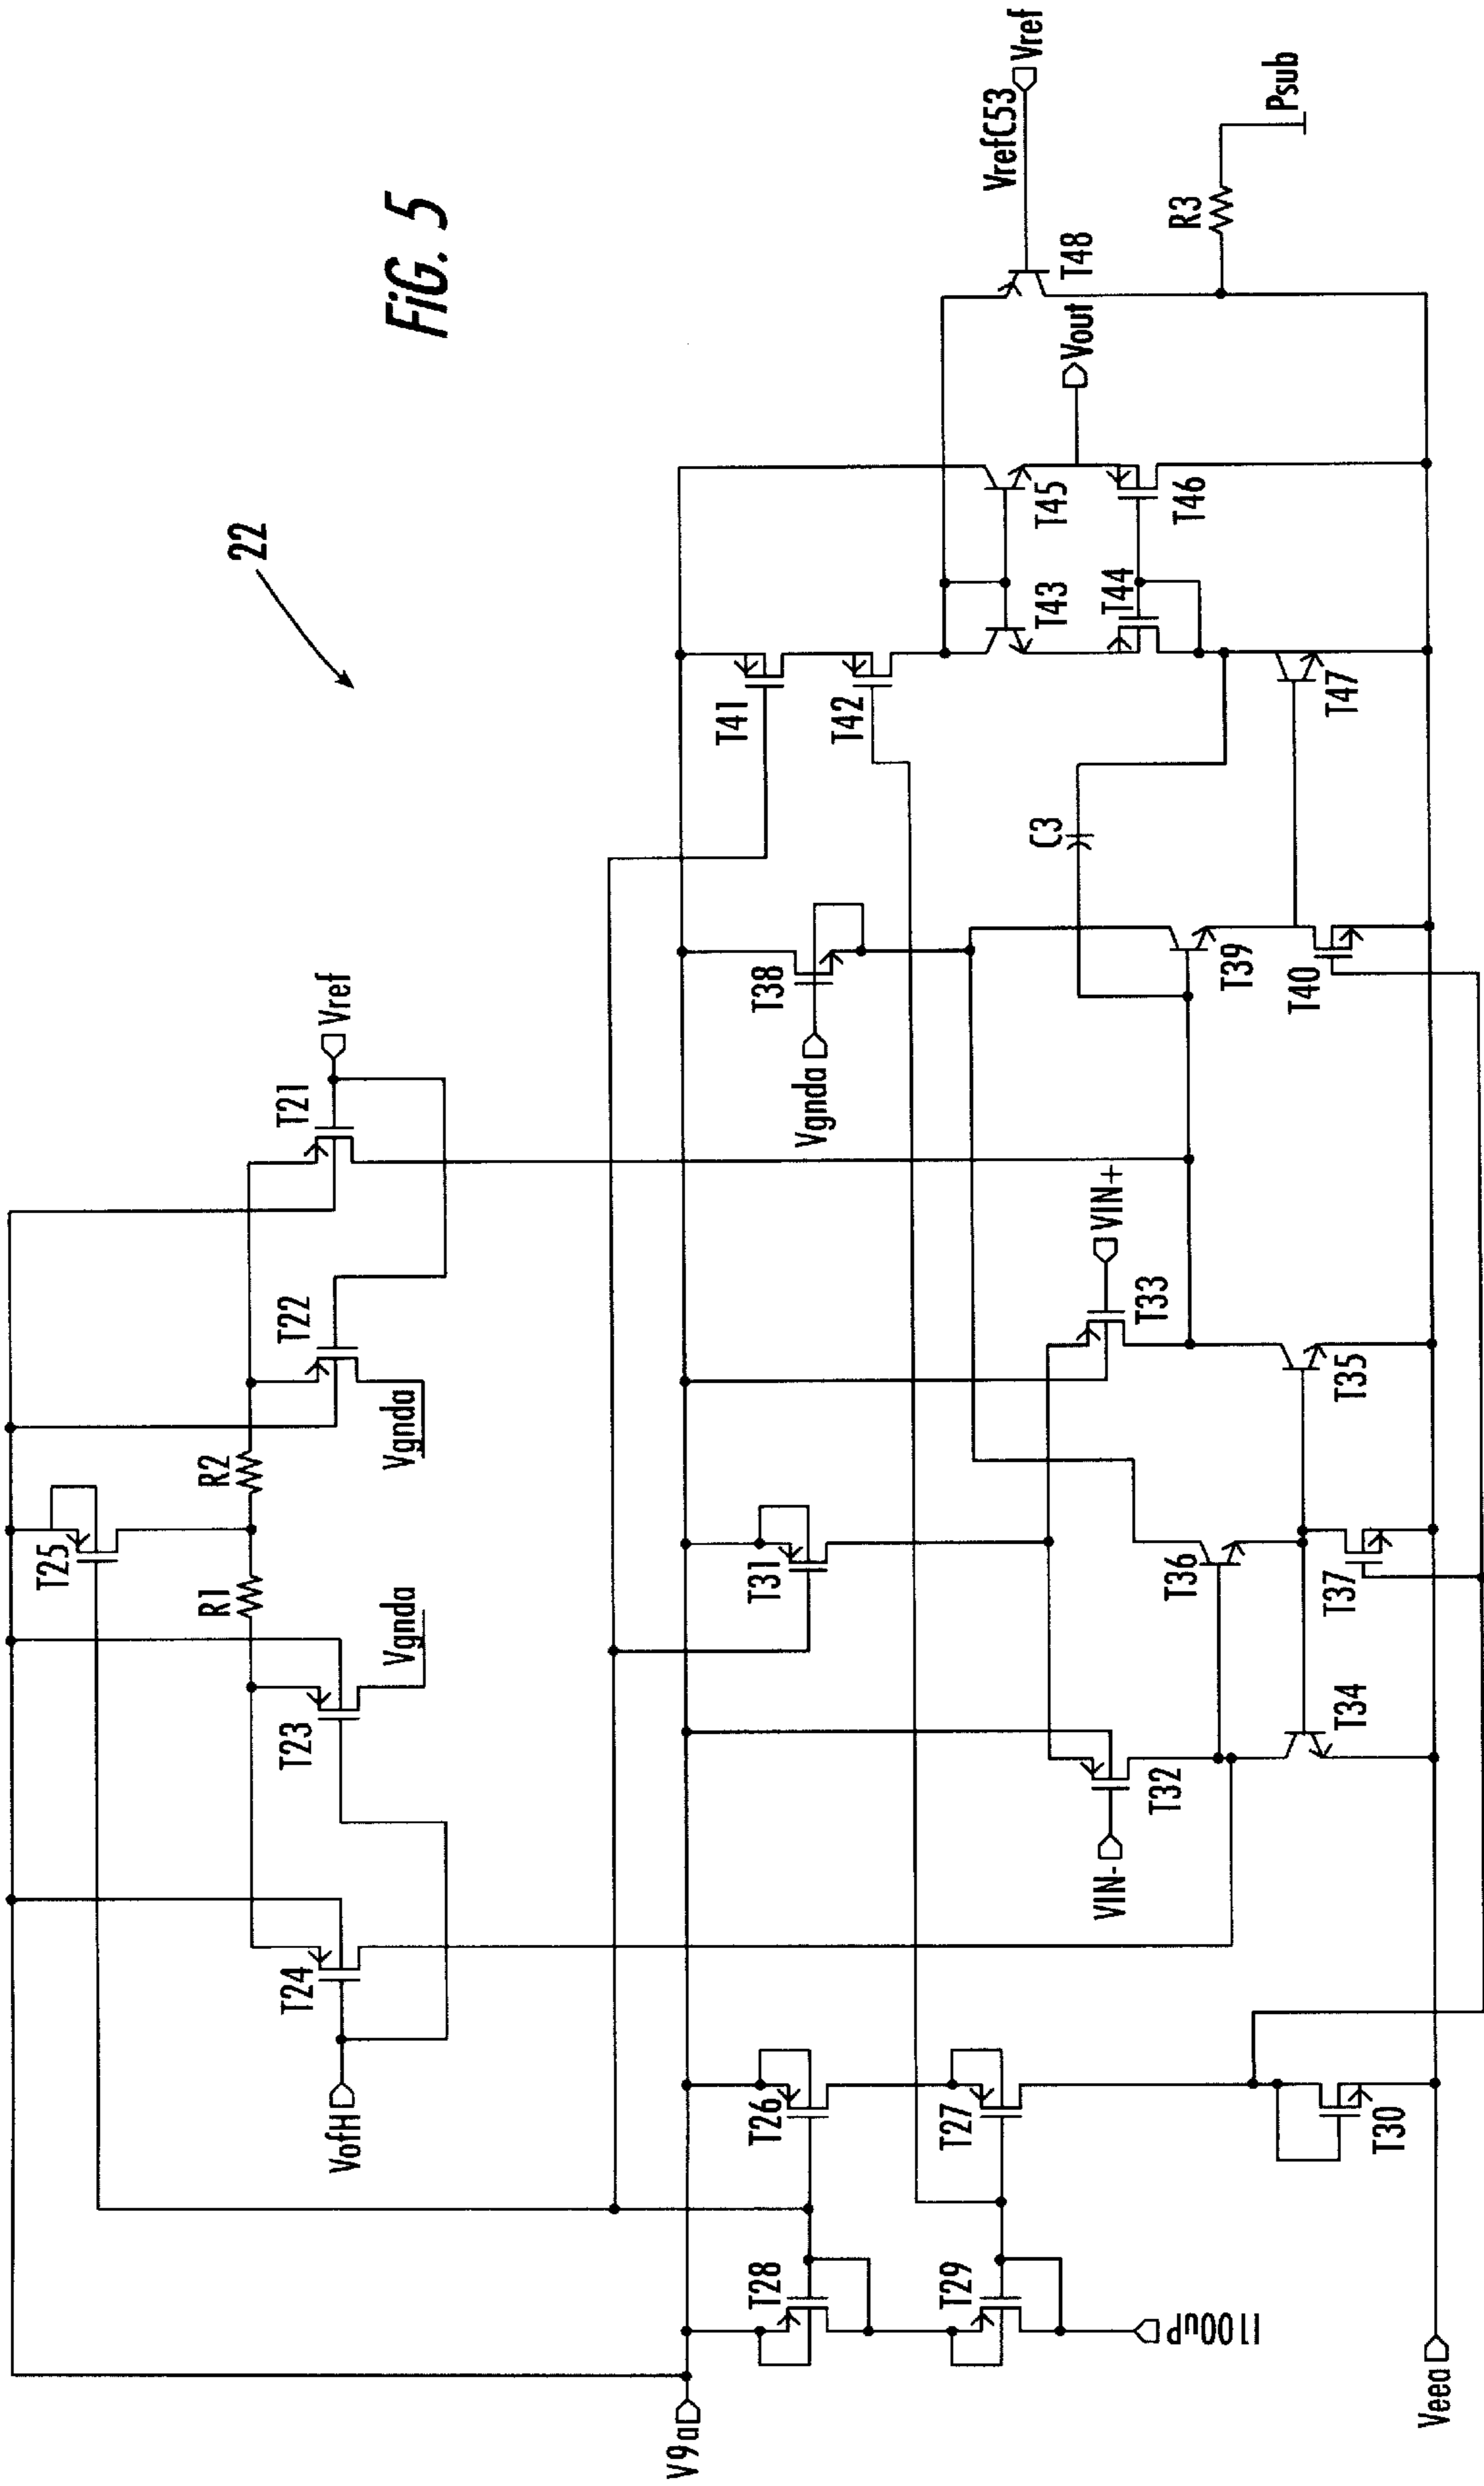 FiG. 5
22
T25
R1
R2
T24
T23
T22
T21
VofH
Vgnda
Vgnda
Vref
V9a
T28
T26
T31
T38
T41
T29
T27
Vgnda
T42
I100uP
VIN-
T32
T33
VIN+
C3
T43
T45
T44
T46
Vout
T48
VrefC53
Vref
T36
T39
T34
T37
T35
T40
T47
T30
R3
Psub
Veea